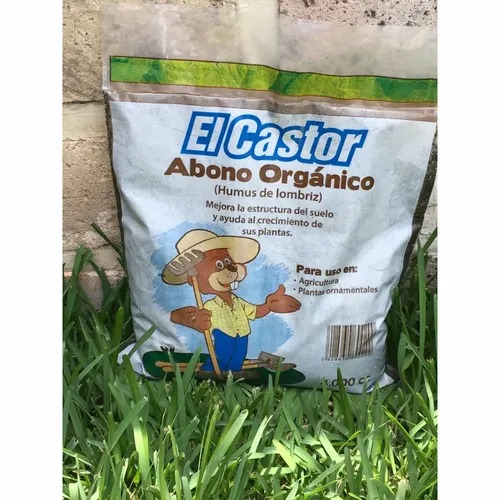 El Castor
Abono Orgánico
(Humus de lombriz)
Mejora la estructura del suelo
y ayuda al crecimiento de
sus plantas.
Para uso en:
· Agricultura
· Plantas ornamentales